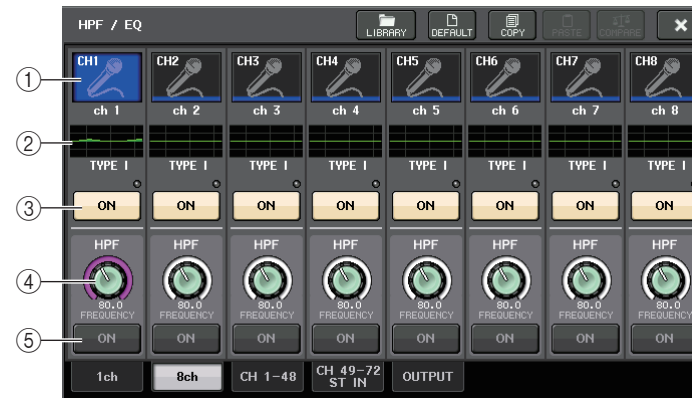 HPF / EQ LIBRARY DEFAULT COPY PASTE COMPARE
① CH1 CH2 CH3 CH4 CH5 CH6 CH7 CH8
ch 1 ch 2 ch 3 ch 4 ch 5 ch 6 ch 7 ch 8
②
TYPE I TYPE I TYPE I TYPE I TYPE I TYPE I TYPE I TYPE I
③ ON ON ON ON ON ON ON ON
HPF HPF HPF HPF HPF HPF HPF HPF
④
80.0 80.0 80.0 80.0 80.0 80.0 80.0 80.0
FREQUENCY FREQUENCY FREQUENCY FREQUENCY FREQUENCY FREQUENCY FREQUENCY FREQUENCY
⑤ ON ON ON ON ON ON ON ON
1ch 8ch CH 1-48 CH 49-72 OUTPUT
ST IN